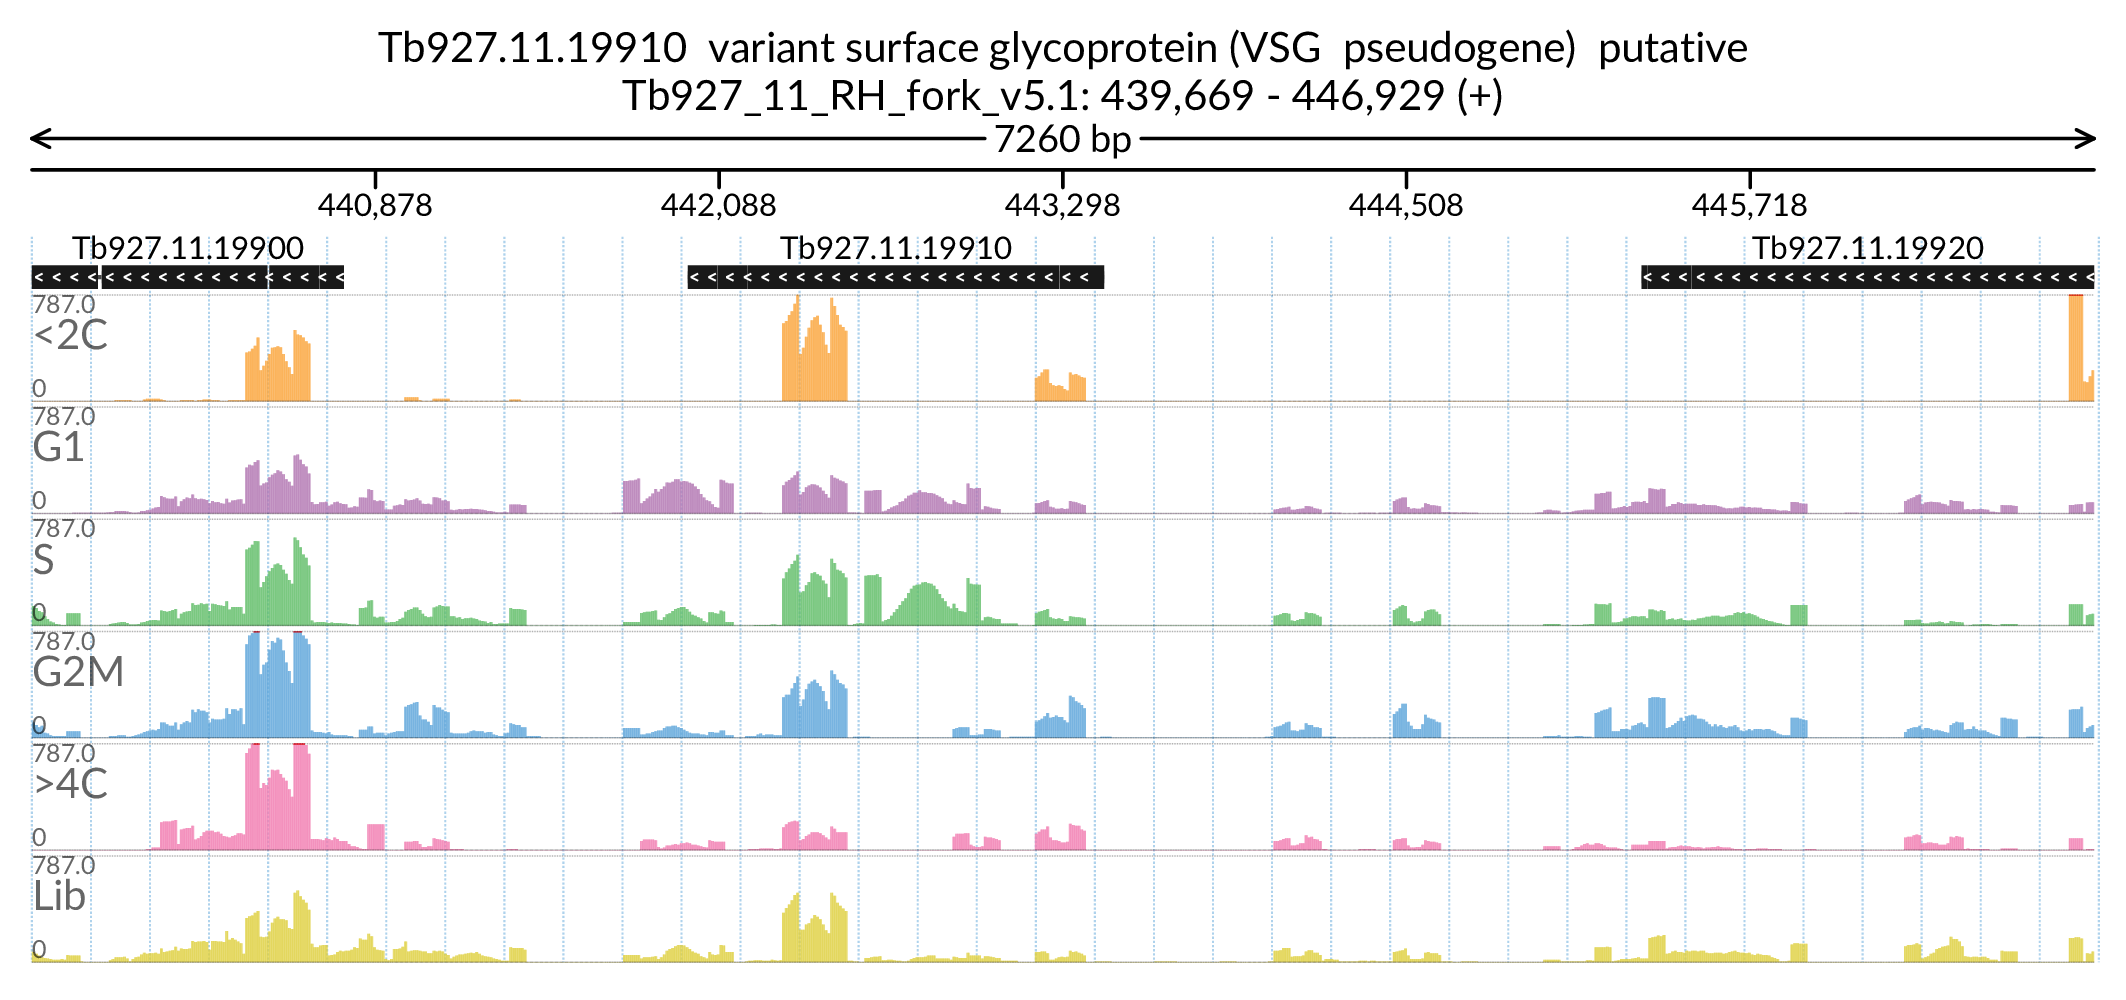 Tb927.11.19910  variant surface glycoprotein (VSG  pseudogene)  putative
Tb927_11_RH_fork_v5.1: 439,669 - 446,929 (+)
7260 bp
440,878 442,088 443,298 444,508 445,718
Tb927.11.19900 Tb927.11.19910 Tb927.11.19920
787.0
<2C
0
787.0
G1
0
787.0
S
0
787.0
G2M
0
787.0
>4C
0
787.0
Lib
0